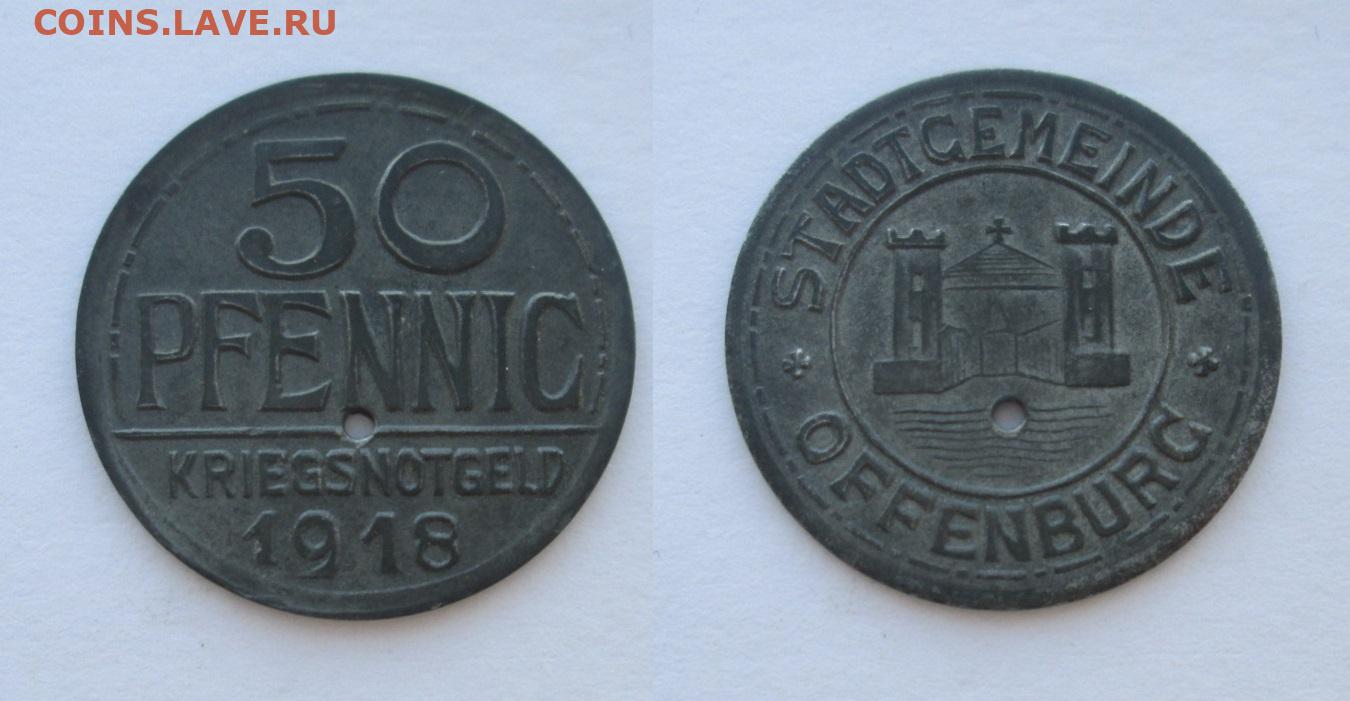 COINS.LAVE.RU
50
PFENNIG
KRIEGSNOTGELD
1918
STADTGEMEINDE
OFFENBURG